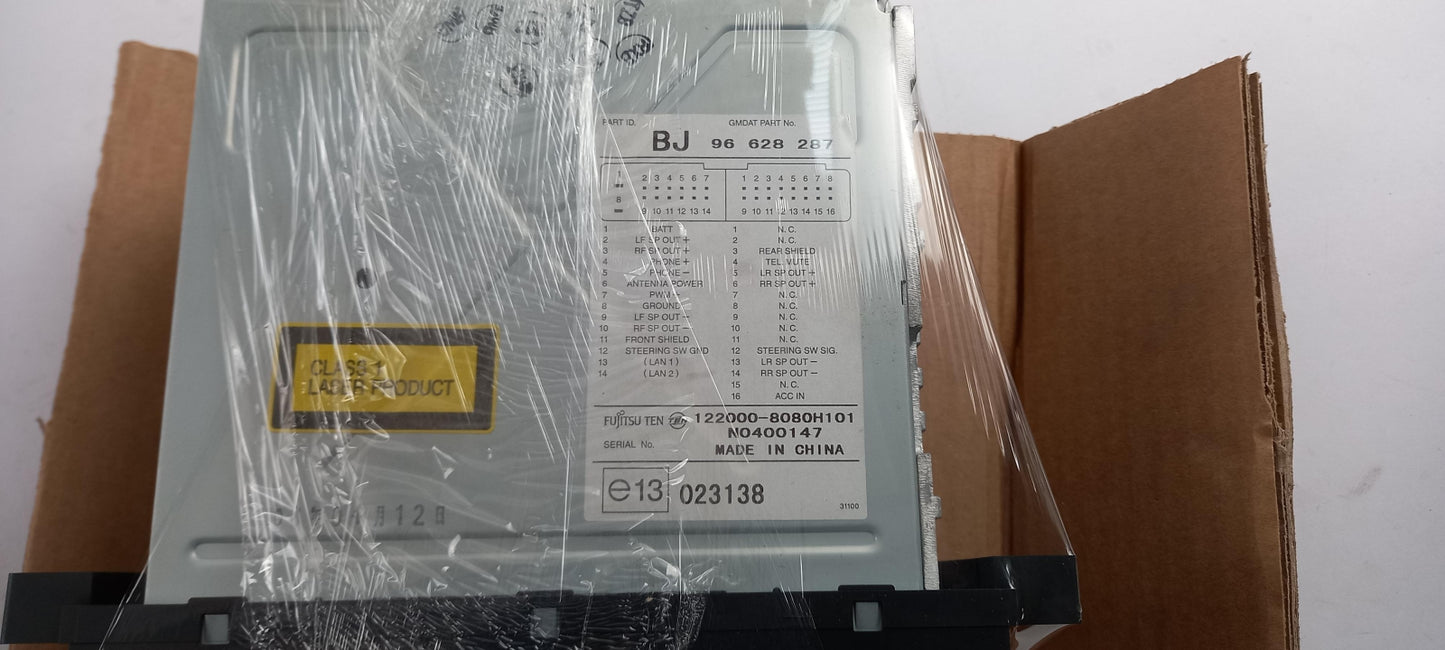 PART ID. GMDAT PART No.
BJ 96 628 287
1 2 3 4 5 6 7 1 2 3 4 5 6 7 8
8 9 10 11 12 13 14 9 10 11 12 13 14 15 16
1 BATT 1 N.C.
2 LF SP OUT + 2 N.C.
3 RF SP OUT + 3 REAR SHIELD
4 PHONE + 4 TEL. MUTE
5 PHONE − 5 LR SP OUT +
6 ANTENNA POWER 6 RR SP OUT +
7 PWM 7 N.C.
8 GROUND 8 N.C.
9 LF SP OUT − 9 N.C.
10 RF SP OUT − 10 N.C.
11 FRONT SHIELD 11 N.C.
12 STEERING SW GND 12 STEERING SW SIG.
13 (LAN 1) 13 LR SP OUT −
14 (LAN 2) 14 RR SP OUT −
15 N.C.
16 ACC IN
CLASS 1
LASER PRODUCT
FUJITSU TEN 122000-8080H101
N0400147
SERIAL No. MADE IN CHINA
e13 023138
31100
月12日